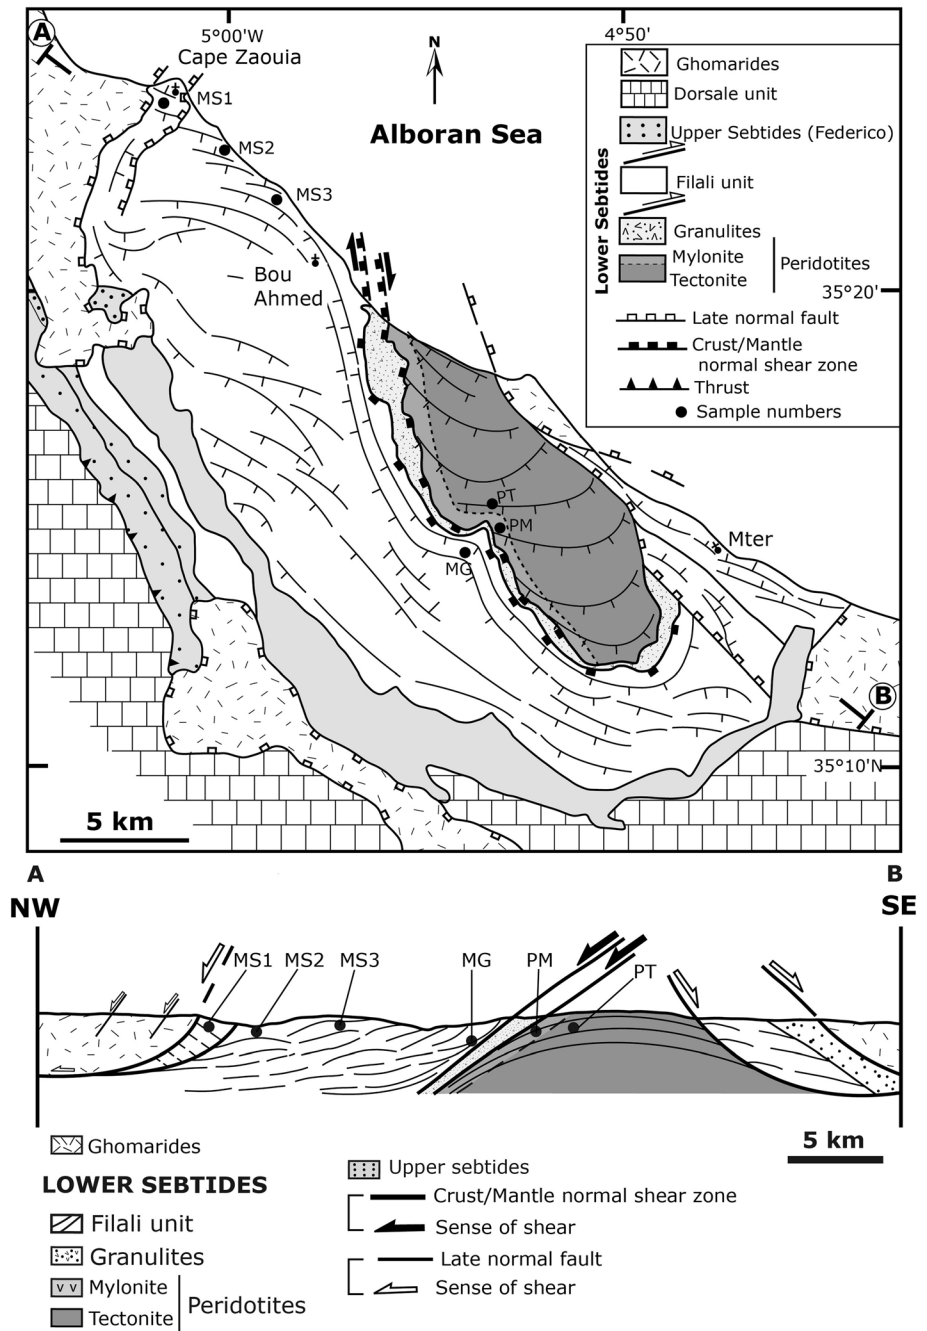 A
5°00'W
4°50'
Cape Zaouia
N
MS1
Alboran Sea
MS2
MS3
Bou
Ahmed
Lower Sebtides
Ghomarides
Dorsale unit
Upper Sebtides (Federico)
Filali unit
Granulites
Mylonite
Tectonite
Peridotites
Late normal fault
Crust/Mantle
normal shear zone
Thrust
Sample numbers
35°20'
PT
PM
MG
Mter
B
35°10'N
5 km
A
B
NW
SE
MS1
MS2
MS3
MG
PM
PT
5 km
Ghomarides
LOWER SEBTIDES
Filali unit
Granulites
v v
Mylonite
Tectonite
Peridotites
Upper sebtides
Crust/Mantle normal shear zone
Sense of shear
Late normal fault
Sense of shear